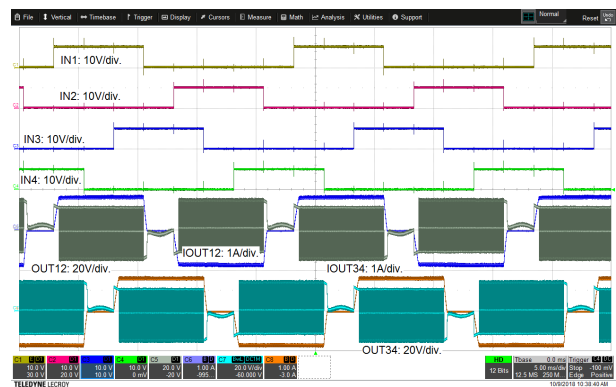 File Vertical Timebase Trigger Display Cursors Measure Math Analysis Utilities Support Normal Reset Undo
IN1: 10V/div.
IN2: 10V/div.
IN3: 10V/div.
IN4: 10V/div.
IOUT12: 1A/div.
IOUT34: 1A/div.
OUT12: 20V/div.
OUT34: 20V/div.
C1 C2 C4 C5 C6 C7 C8 HD Tbase 0.0 ms Trigger
10.0 V 10.0 V 10.0 V 10.0 V 20.0 V 1.00 A 20.0 V/div 1.00 A 12 Bits 5.00 ms/div Stop -100 mV
30.0 V 20.0 V 10.0 V 0 mV -20 V -995... -60.000 V -3.0 A 12.5 MS 250 M... Edge Positive
TELEDYNE LECROY 10/9/2018 10:38:40 AM